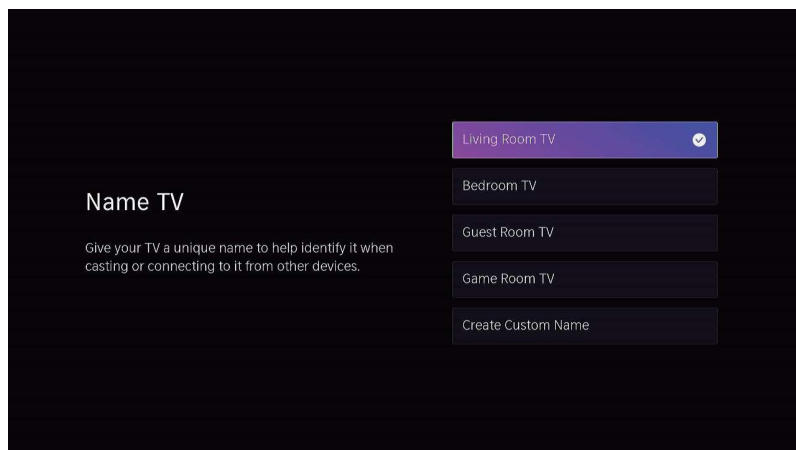 Name TV
Give your TV a unique name to help identify it when
casting or connecting to it from other devices.
Living Room TV
Bedroom TV
Guest Room TV
Game Room TV
Create Custom Name